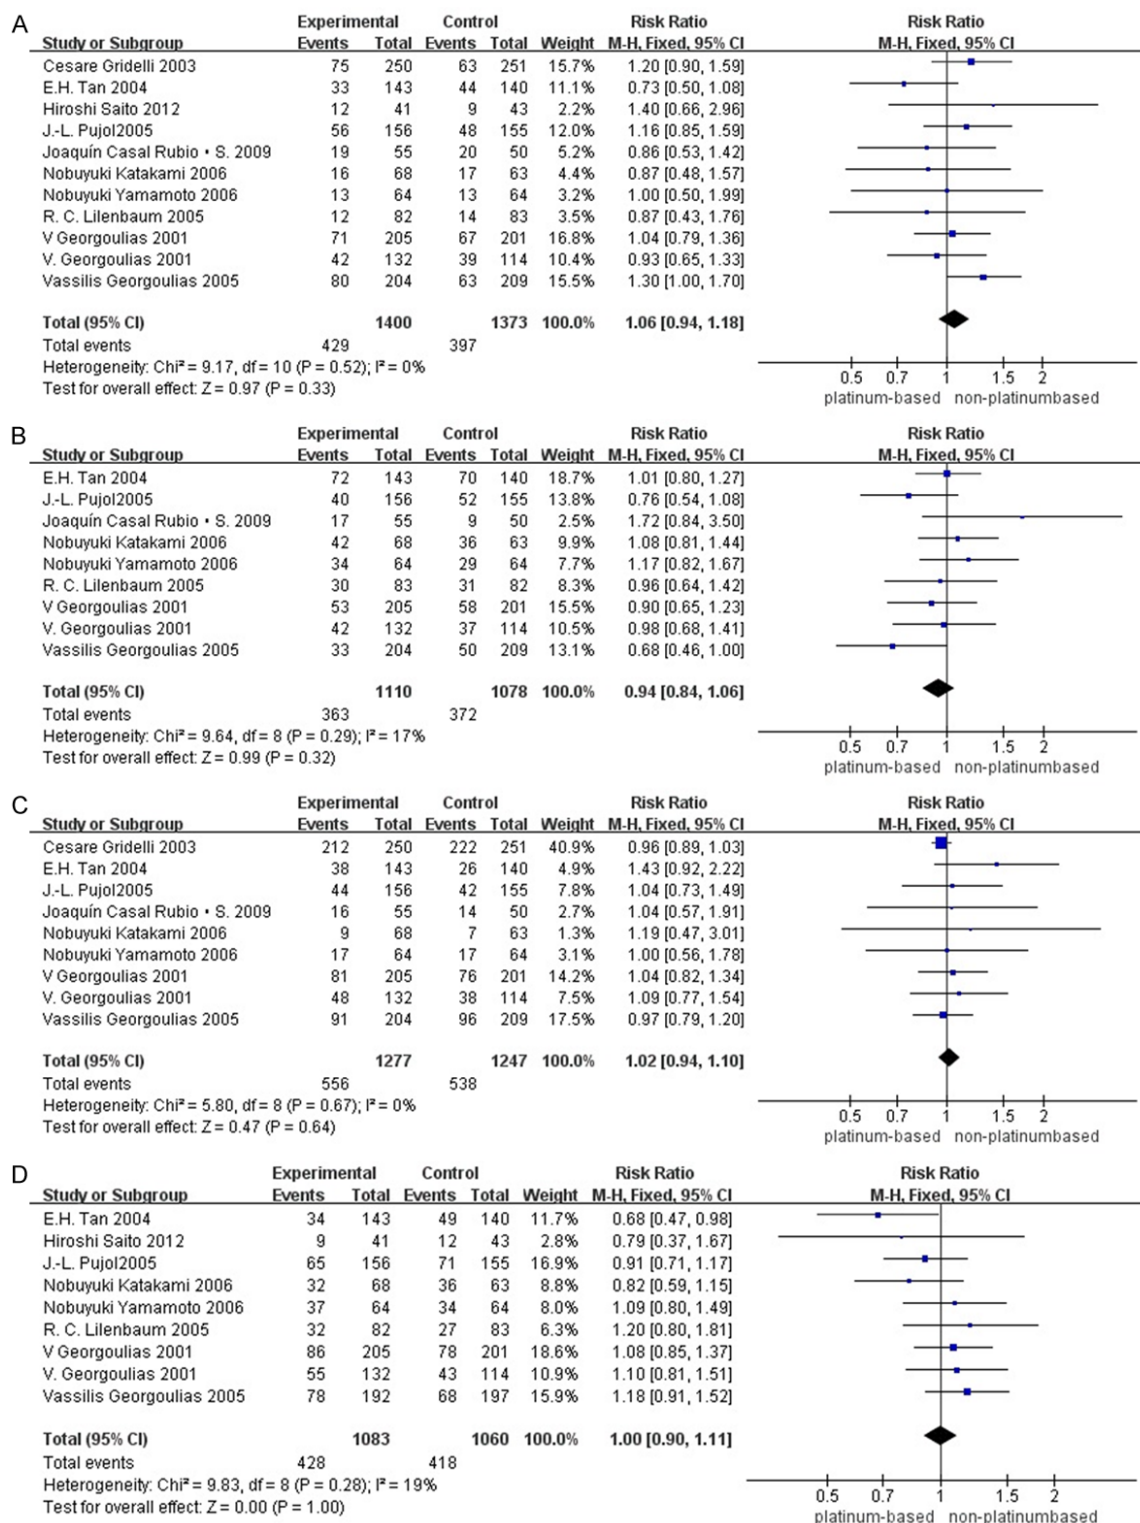 A
Experimental Control Risk Ratio Risk Ratio
Study or Subgroup Events Total Events Total Weight M-H, Fixed, 95% CI M-H, Fixed, 95% CI
Cesare Gridelli 2003 75 250 63 251 15.7% 1.20 [0.90, 1.59]
E.H. Tan 2004 33 143 44 140 11.1% 0.73 [0.50, 1.08]
Hiroshi Saito 2012 12 41 9 43 2.2% 1.40 [0.66, 2.96]
J.-L. Pujol2005 56 156 48 155 12.0% 1.16 [0.85, 1.59]
Joaquín Casal Rubio • S. 2009 19 55 20 50 5.2% 0.86 [0.53, 1.42]
Nobuyuki Katakami 2006 16 68 17 63 4.4% 0.87 [0.48, 1.57]
Nobuyuki Yamamoto 2006 13 64 13 64 3.2% 1.00 [0.50, 1.99]
R. C. Lilenbaum 2005 12 82 14 83 3.5% 0.87 [0.43, 1.76]
V Georgoulias 2001 71 205 67 201 16.8% 1.04 [0.79, 1.36]
V. Georgoulias 2001 42 132 39 114 10.4% 0.93 [0.65, 1.33]
Vassilis Georgoulias 2005 80 204 63 209 15.5% 1.30 [1.00, 1.70]
Total (95% CI) 1400 1373 100.0% 1.06 [0.94, 1.18]
Total events 429 397
Heterogeneity: Chi² = 9.17, df = 10 (P = 0.52); I² = 0%
Test for overall effect: Z = 0.97 (P = 0.33)
0.5 0.7 1 1.5 2
platinum-based non-platinumbased
B
Experimental Control Risk Ratio Risk Ratio
Study or Subgroup Events Total Events Total Weight M-H, Fixed, 95% CI M-H, Fixed, 95% CI
E.H. Tan 2004 72 143 70 140 18.7% 1.01 [0.80, 1.27]
J.-L. Pujol2005 40 156 52 155 13.8% 0.76 [0.54, 1.08]
Joaquín Casal Rubio • S. 2009 17 55 9 50 2.5% 1.72 [0.84, 3.50]
Nobuyuki Katakami 2006 42 68 36 63 9.9% 1.08 [0.81, 1.44]
Nobuyuki Yamamoto 2006 34 64 29 64 7.7% 1.17 [0.82, 1.67]
R. C. Lilenbaum 2005 30 83 31 82 8.3% 0.96 [0.64, 1.42]
V Georgoulias 2001 53 205 58 201 15.5% 0.90 [0.65, 1.23]
V. Georgoulias 2001 42 132 37 114 10.5% 0.98 [0.68, 1.41]
Vassilis Georgoulias 2005 33 204 50 209 13.1% 0.68 [0.46, 1.00]
Total (95% CI) 1110 1078 100.0% 0.94 [0.84, 1.06]
Total events 363 372
Heterogeneity: Chi² = 9.64, df = 8 (P = 0.29); I² = 17%
Test for overall effect: Z = 0.99 (P = 0.32)
0.5 0.7 1 1.5 2
platinum-based non-platinumbased
C
Experimental Control Risk Ratio Risk Ratio
Study or Subgroup Events Total Events Total Weight M-H, Fixed, 95% CI M-H, Fixed, 95% CI
Cesare Gridelli 2003 212 250 222 251 40.9% 0.96 [0.89, 1.03]
E.H. Tan 2004 38 143 26 140 4.9% 1.43 [0.92, 2.22]
J.-L. Pujol2005 44 156 42 155 7.8% 1.04 [0.73, 1.49]
Joaquín Casal Rubio • S. 2009 16 55 14 50 2.7% 1.04 [0.57, 1.91]
Nobuyuki Katakami 2006 9 68 7 63 1.3% 1.19 [0.47, 3.01]
Nobuyuki Yamamoto 2006 17 64 17 64 3.1% 1.00 [0.56, 1.78]
V Georgoulias 2001 81 205 76 201 14.2% 1.04 [0.82, 1.34]
V. Georgoulias 2001 48 132 38 114 7.5% 1.09 [0.77, 1.54]
Vassilis Georgoulias 2005 91 204 96 209 17.5% 0.97 [0.79, 1.20]
Total (95% CI) 1277 1247 100.0% 1.02 [0.94, 1.10]
Total events 556 538
Heterogeneity: Chi² = 5.80, df = 8 (P = 0.67); I² = 0%
Test for overall effect: Z = 0.47 (P = 0.64)
0.5 0.7 1 1.5 2
platinum-based non-platinumbased
D
Experimental Control Risk Ratio Risk Ratio
Study or Subgroup Events Total Events Total Weight M-H, Fixed, 95% CI M-H, Fixed, 95% CI
E.H. Tan 2004 34 143 49 140 11.7% 0.68 [0.47, 0.98]
Hiroshi Saito 2012 9 41 12 43 2.8% 0.79 [0.37, 1.67]
J.-L. Pujol2005 65 156 71 155 16.9% 0.91 [0.71, 1.17]
Nobuyuki Katakami 2006 32 68 36 63 8.8% 0.82 [0.59, 1.15]
Nobuyuki Yamamoto 2006 37 64 34 64 8.0% 1.09 [0.80, 1.49]
R. C. Lilenbaum 2005 32 82 27 83 6.3% 1.20 [0.80, 1.81]
V Georgoulias 2001 86 205 78 201 18.6% 1.08 [0.85, 1.37]
V. Georgoulias 2001 55 132 43 114 10.9% 1.10 [0.81, 1.51]
Vassilis Georgoulias 2005 78 192 68 197 15.9% 1.18 [0.91, 1.52]
Total (95% CI) 1083 1060 100.0% 1.00 [0.90, 1.11]
Total events 428 418
Heterogeneity: Chi² = 9.83, df = 8 (P = 0.28); I² = 19%
Test for overall effect: Z = 0.00 (P = 1.00)
0.5 0.7 1 1.5 2
platinum-based non-platinumbased